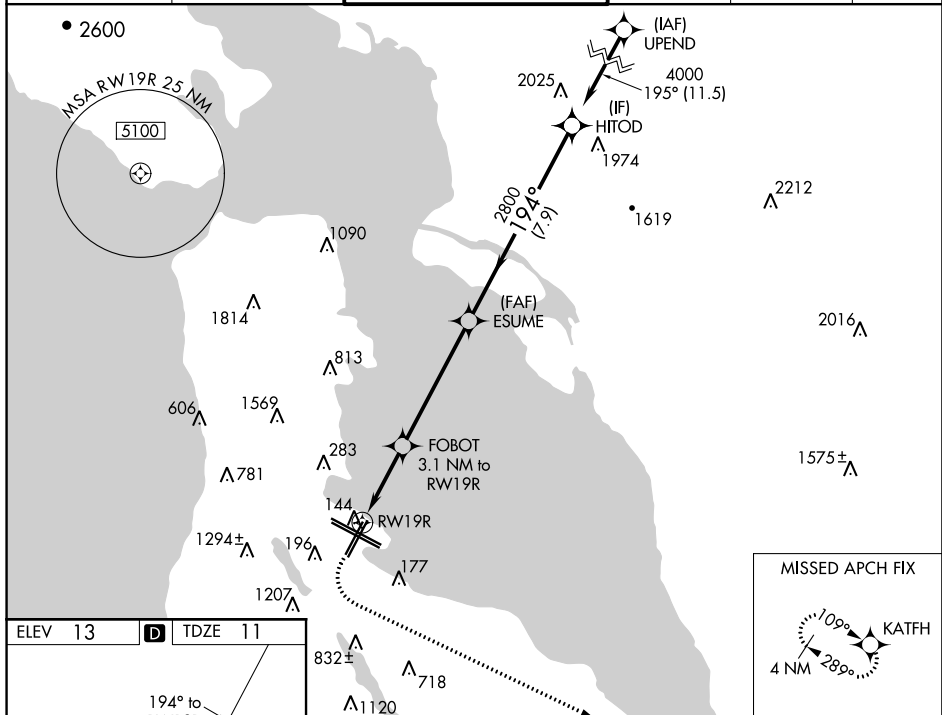 2600
MSA RW19R 25 NM
5100
(IAF)
UPEND
4000
195° (11.5)
2025
(IF)
HITOD
1974
2212
2800
194°
(7.9)
1619
1090
(FAF)
ESUME
1814
2016
813
606
1569
FOBOT
3.1 NM to
RW19R
283
781
1575±
144
RW19R
1294±
196
177
1207
MISSED APCH FIX
109°
KATFH
4 NM
289°
ELEV 13
D
TDZE 11
832±
718
194° to
1120